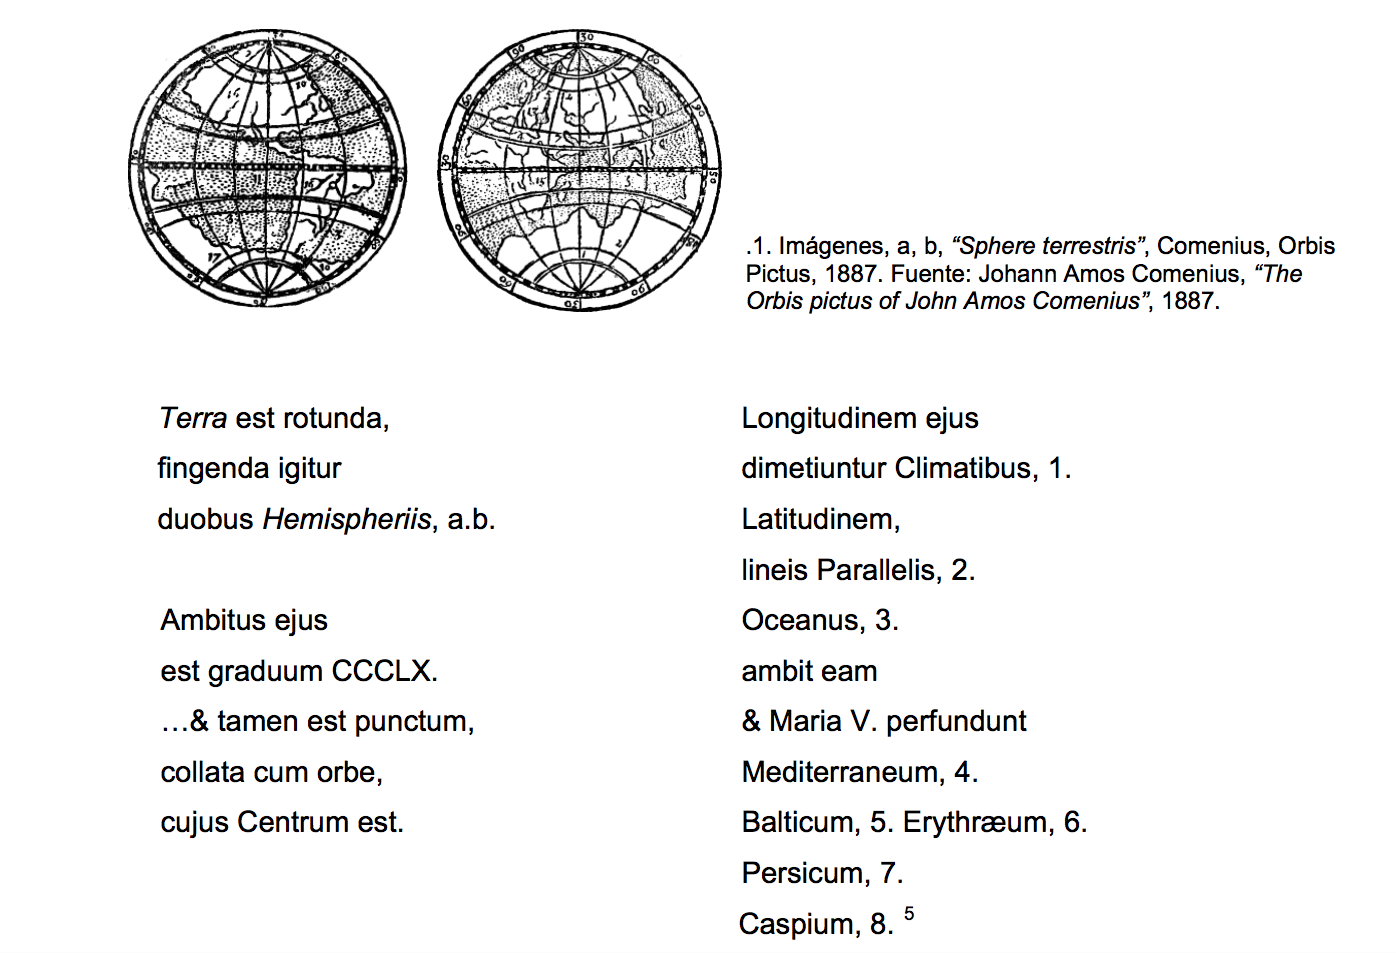 .1. Imágenes, a, b, “Sphere terrestris”, Comenius, Orbis
Pictus, 1887. Fuente: Johann Amos Comenius, “The
Orbis pictus of John Amos Comenius”, 1887.
Terra est rotunda,
fingenda igitur
duobus Hemispheriis, a.b.
Ambitus ejus
est graduum CCCLX.
…& tamen est punctum,
collata cum orbe,
cujus Centrum est.
Longitudinem ejus
dimetiuntur Climatibus, 1.
Latitudinem,
lineis Parallelis, 2.
Oceanus, 3.
ambit eam
& Maria V. perfundunt
Mediterraneum, 4.
Balticum, 5. Erythræum, 6.
Persicum, 7.
Caspium, 8. 5